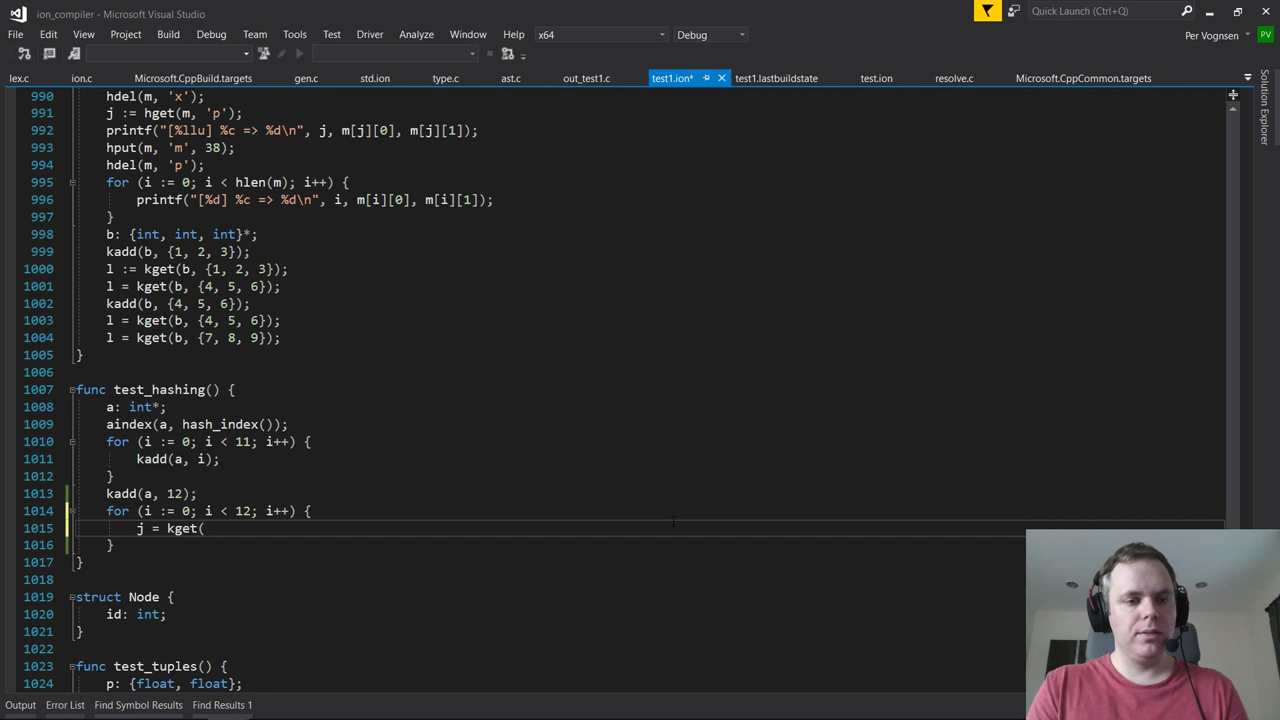 ion_compiler - Microsoft Visual Studio
Quick Launch (Ctrl+Q)
File Edit View Project Build Debug Team Tools Test Driver Analyze Window Help x64 Debug Per Vognsen PV
lex.c ion.c Microsoft.CppBuild.targets gen.c std.ion type.c ast.c out_test1.c test1.ion* test1.lastbuildstate test.ion resolve.c Microsoft.CppCommon.targets
Solution Explorer
990 hdel(m, 'x');
991 j := hget(m, 'p');
992 printf("[%llu] %c => %d\n", j, m[j][0], m[j][1]);
993 hput(m, 'm', 38);
994 hdel(m, 'p');
995 for (i := 0; i < hlen(m); i++) {
996 printf("[%d] %c => %d\n", i, m[i][0], m[i][1]);
997 }
998 b: {int, int, int}*;
999 kadd(b, {1, 2, 3});
1000 l := kget(b, {1, 2, 3});
1001 l = kget(b, {4, 5, 6});
1002 kadd(b, {4, 5, 6});
1003 l = kget(b, {4, 5, 6});
1004 l = kget(b, {7, 8, 9});
1005 }
1006
1007 func test_hashing() {
1008 a: int*;
1009 aindex(a, hash_index());
1010 for (i := 0; i < 11; i++) {
1011 kadd(a, i);
1012 }
1013 kadd(a, 12);
1014 for (i := 0; i < 12; i++) {
1015 j = kget(
1016 }
1017 }
1018
1019 struct Node {
1020 id: int;
1021 }
1022
1023 func test_tuples() {
1024 p: {float, float};
Output Error List Find Symbol Results Find Results 1